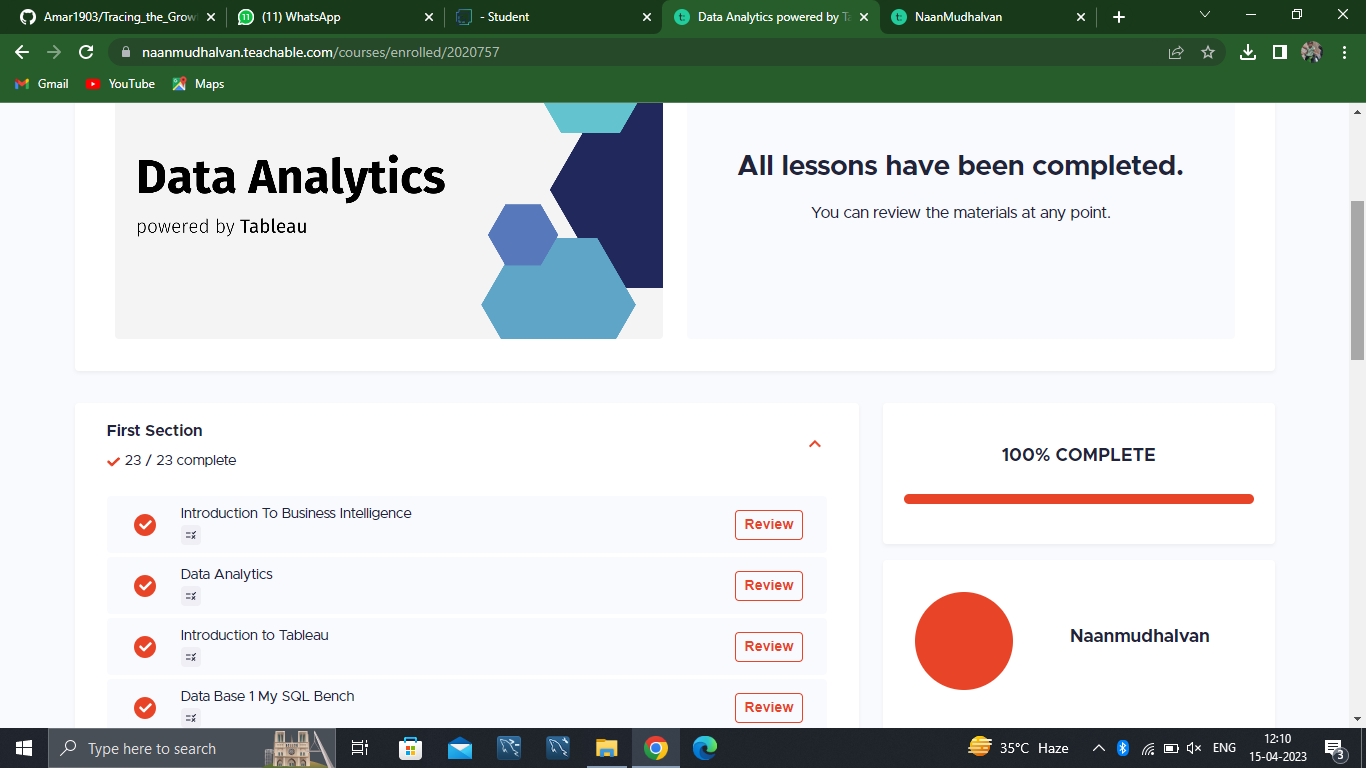 Amar1903/Tracing_the_Grow
(11) WhatsApp
- Student
Data Analytics powered by Ta
NaanMudhalvan
naanmudhalvan.teachable.com/courses/enrolled/2020757
Gmail
YouTube
Maps
Data Analytics
powered by Tableau
All lessons have been completed.
You can review the materials at any point.
First Section
23 / 23 complete
Introduction To Business Intelligence
Review
Data Analytics
Review
Introduction to Tableau
Review
Data Base 1 My SQL Bench
Review
100% COMPLETE
Naanmudhalvan
Type here to search
35°C Haze
ENG
12:10
15-04-2023
3